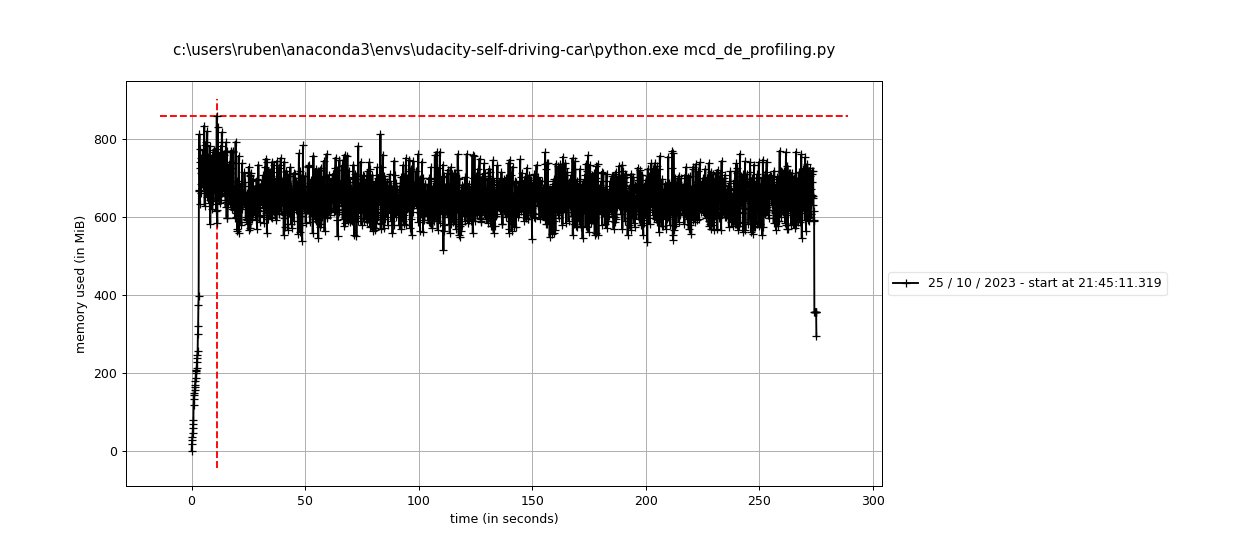 c:\users\ruben\anaconda3\envs\udacity-self-driving-car\python.exe mcd_de_profiling.py
memory used (in MiB)
800
600
400
200
0
25 / 10 / 2023 - start at 21:45:11.319
0 50 100 150 200 250 300
time (in seconds)